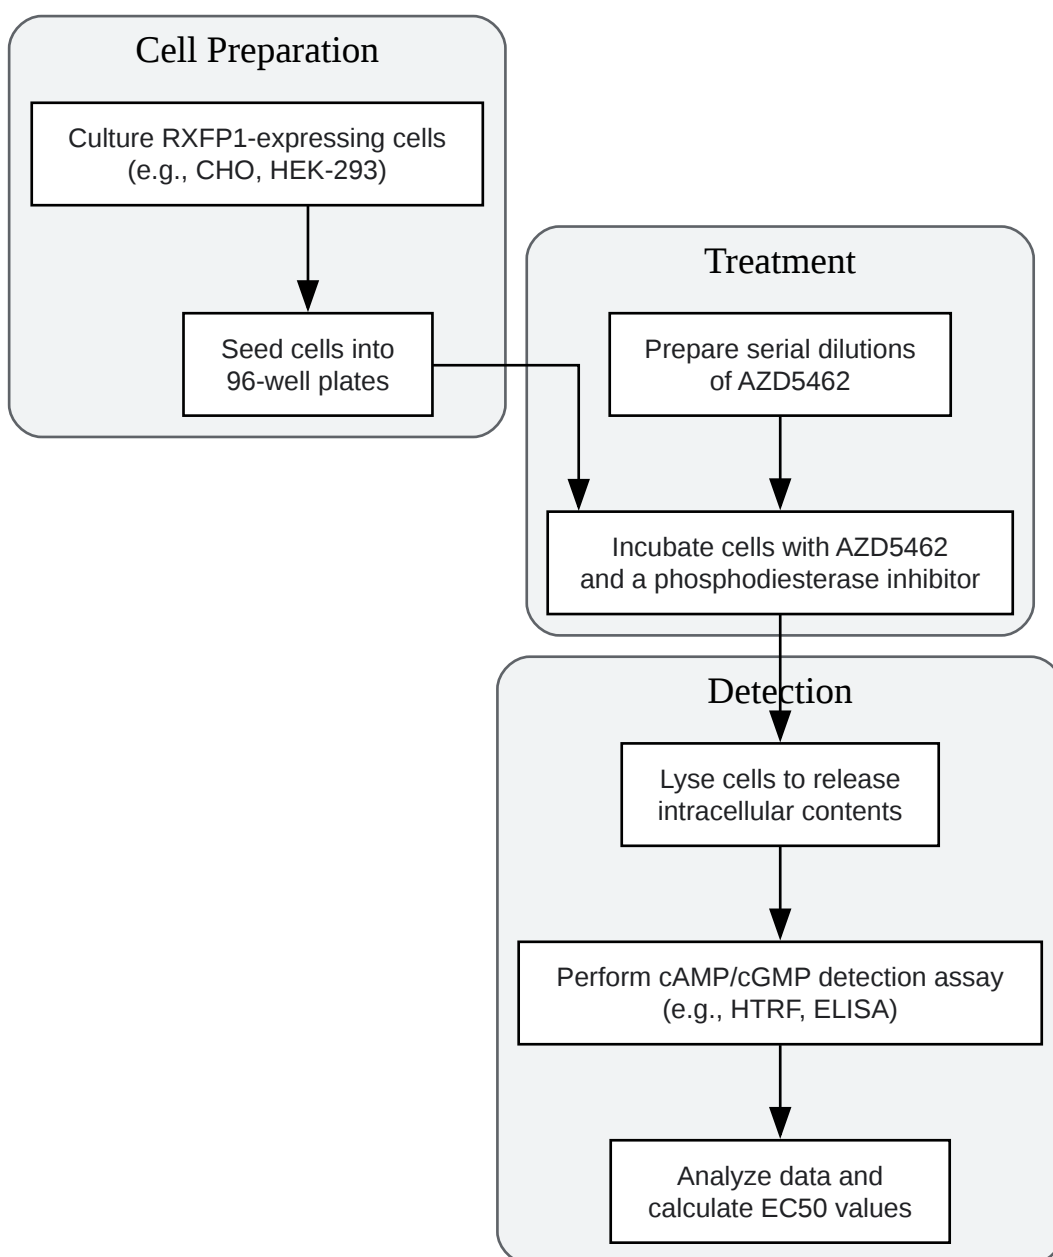 Cell Preparation
Culture RXFP1-expressing cells
(e.g., CHO, HEK-293)
Seed cells into
96-well plates
Treatment
Prepare serial dilutions
of AZD5462
Incubate cells with AZD5462
and a phosphodiesterase inhibitor
Detection
Lyse cells to release
intracellular contents
Perform cAMP/cGMP detection assay
(e.g., HTRF, ELISA)
Analyze data and
calculate EC50 values